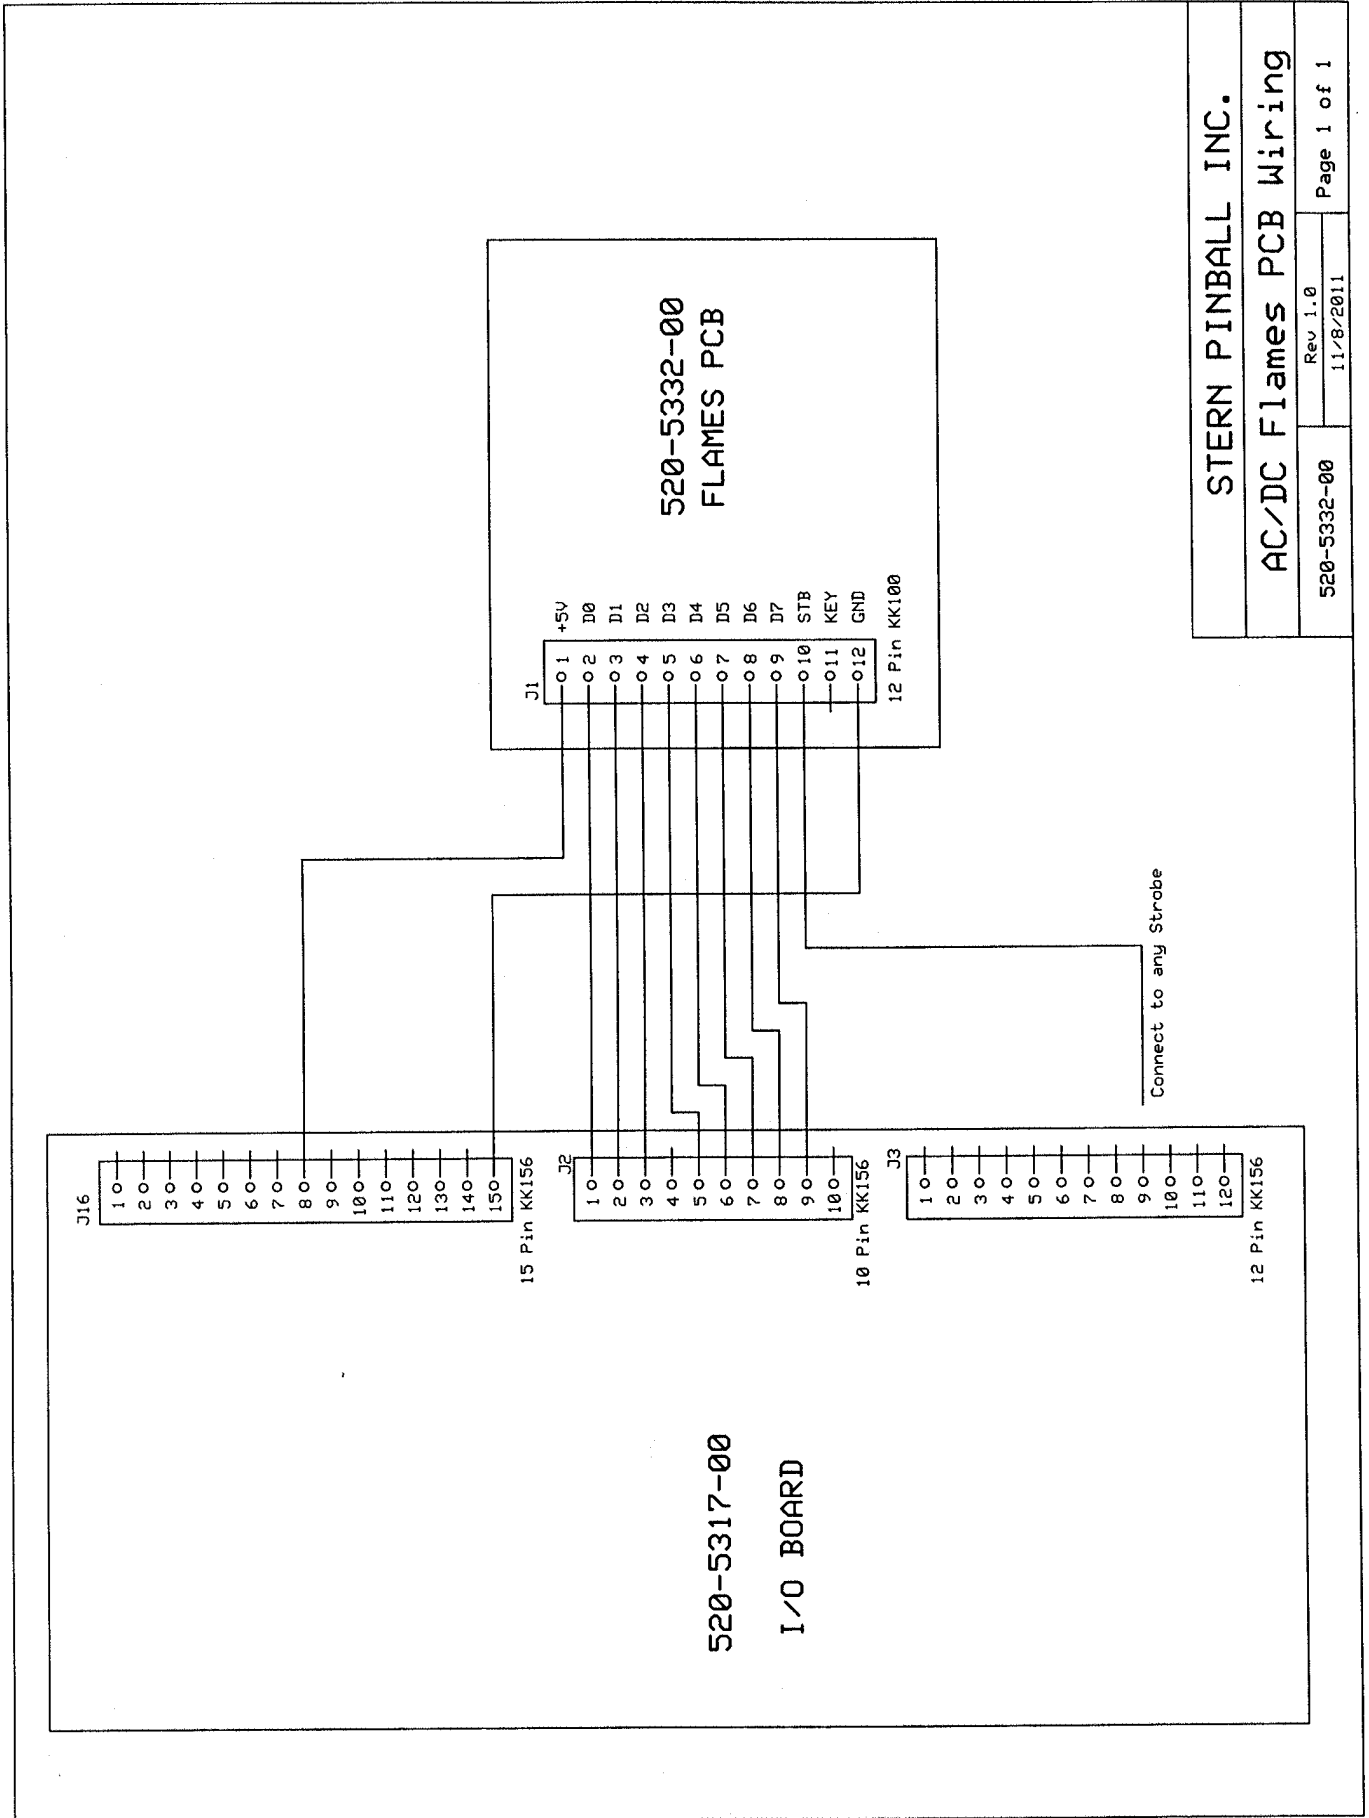 J16
1
2
3
4
5
6
7
8
9
10
11
12
13
14
15
15 Pin KK156
J2
1
2
3
4
5
6
7
8
9
10
10 Pin KK156
J3
1
2
3
4
5
6
7
8
9
10
11
12
12 Pin KK156
520-5317-00
I/O BOARD
J1
1 +5V
2 D0
3 D1
4 D2
5 D3
6 D4
7 D5
8 D6
9 D7
10 STB
11 KEY
12 GND
12 Pin KK100
520-5332-00
FLAMES PCB
Connect to any Strobe
STERN PINBALL INC.
AC/DC Flames PCB Wiring
520-5332-00
Rev 1.0
11/8/2011
Page 1 of 1